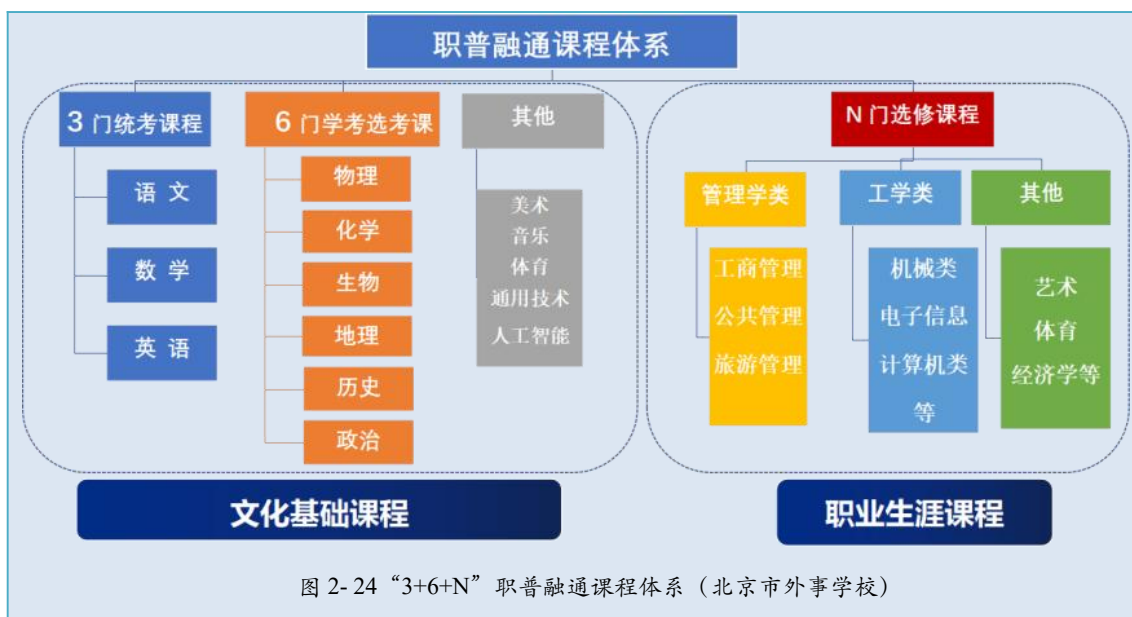 职普融通课程体系
3 门统考课程
语 文
数 学
英 语
6 门学考选考课
物理
化学
生物
地理
历史
政治
其他
美术
音乐
体育
通用技术
人工智能
文化基础课程
N 门选修课程
管理学类
工商管理
公共管理
旅游管理
工学类
机械类
电子信息
计算机类
等
其他
艺术
体育
经济学等
职业生涯课程
图 2- 24 “3+6+N”职普融通课程体系（北京市外事学校）